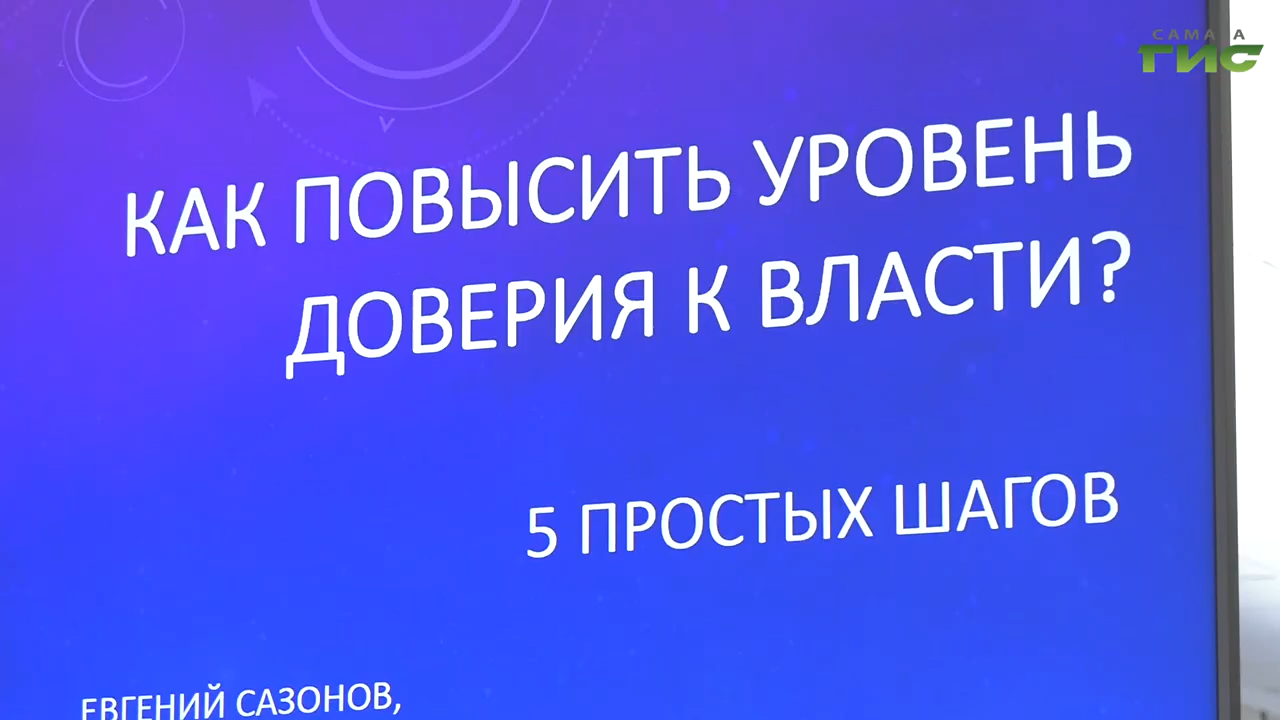 САМАРА
ГИС
КАК ПОВЫСИТЬ УРОВЕНЬ
ДОВЕРИЯ К ВЛАСТИ?
5 ПРОСТЫХ ШАГОВ
ЕВГЕНИЙ САЗОНОВ,